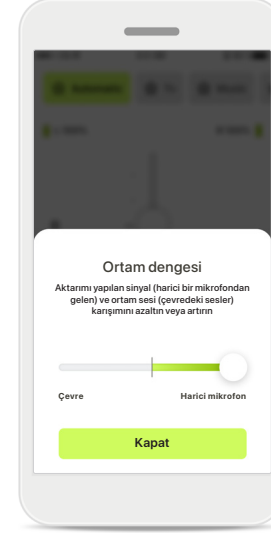 Ortam dengesi
Aktarımı yapılan sinyal (harici bir mikrofondan
gelen) ve ortam sesi (çevredeki sesler)
karışımını azaltın veya artırın
Çevre Harici mikrofon
Kapat